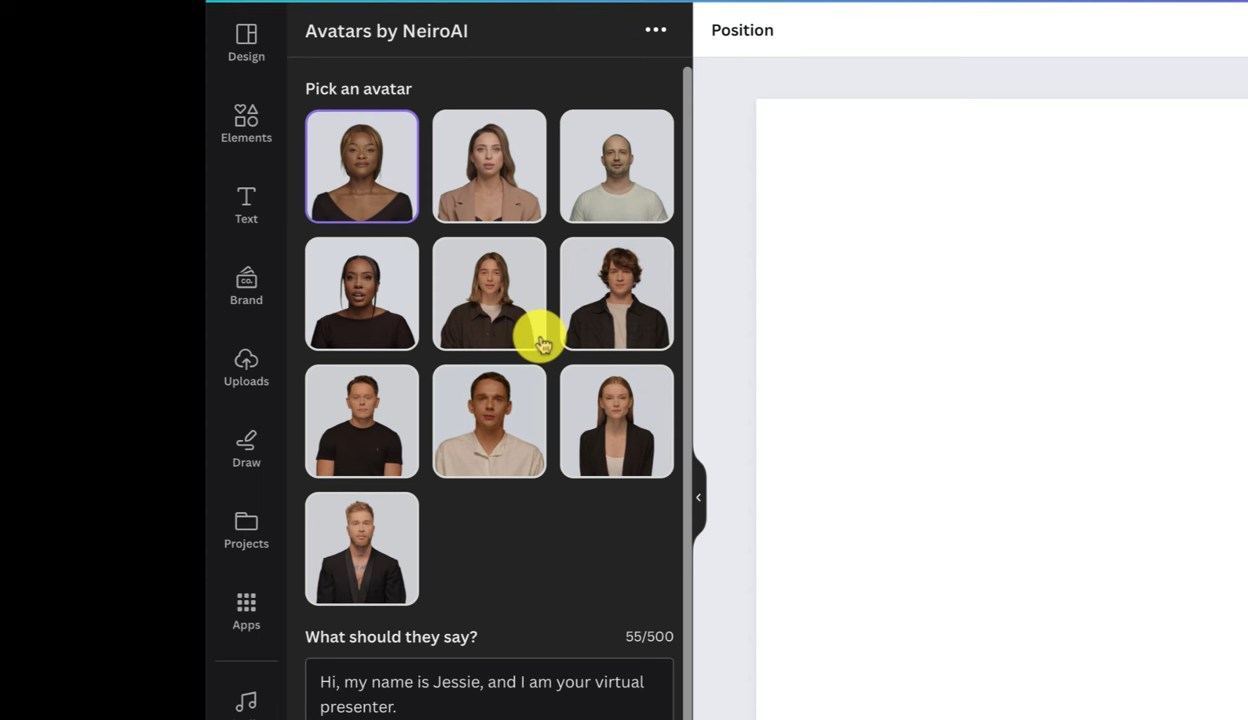 Avatars by NeiroAI
Position
Design
Pick an avatar
Elements
Text
CO.
Brand
Uploads
Draw
Projects
Apps
What should they say?
55/500
Hi, my name is Jessie, and I am your virtual
presenter.